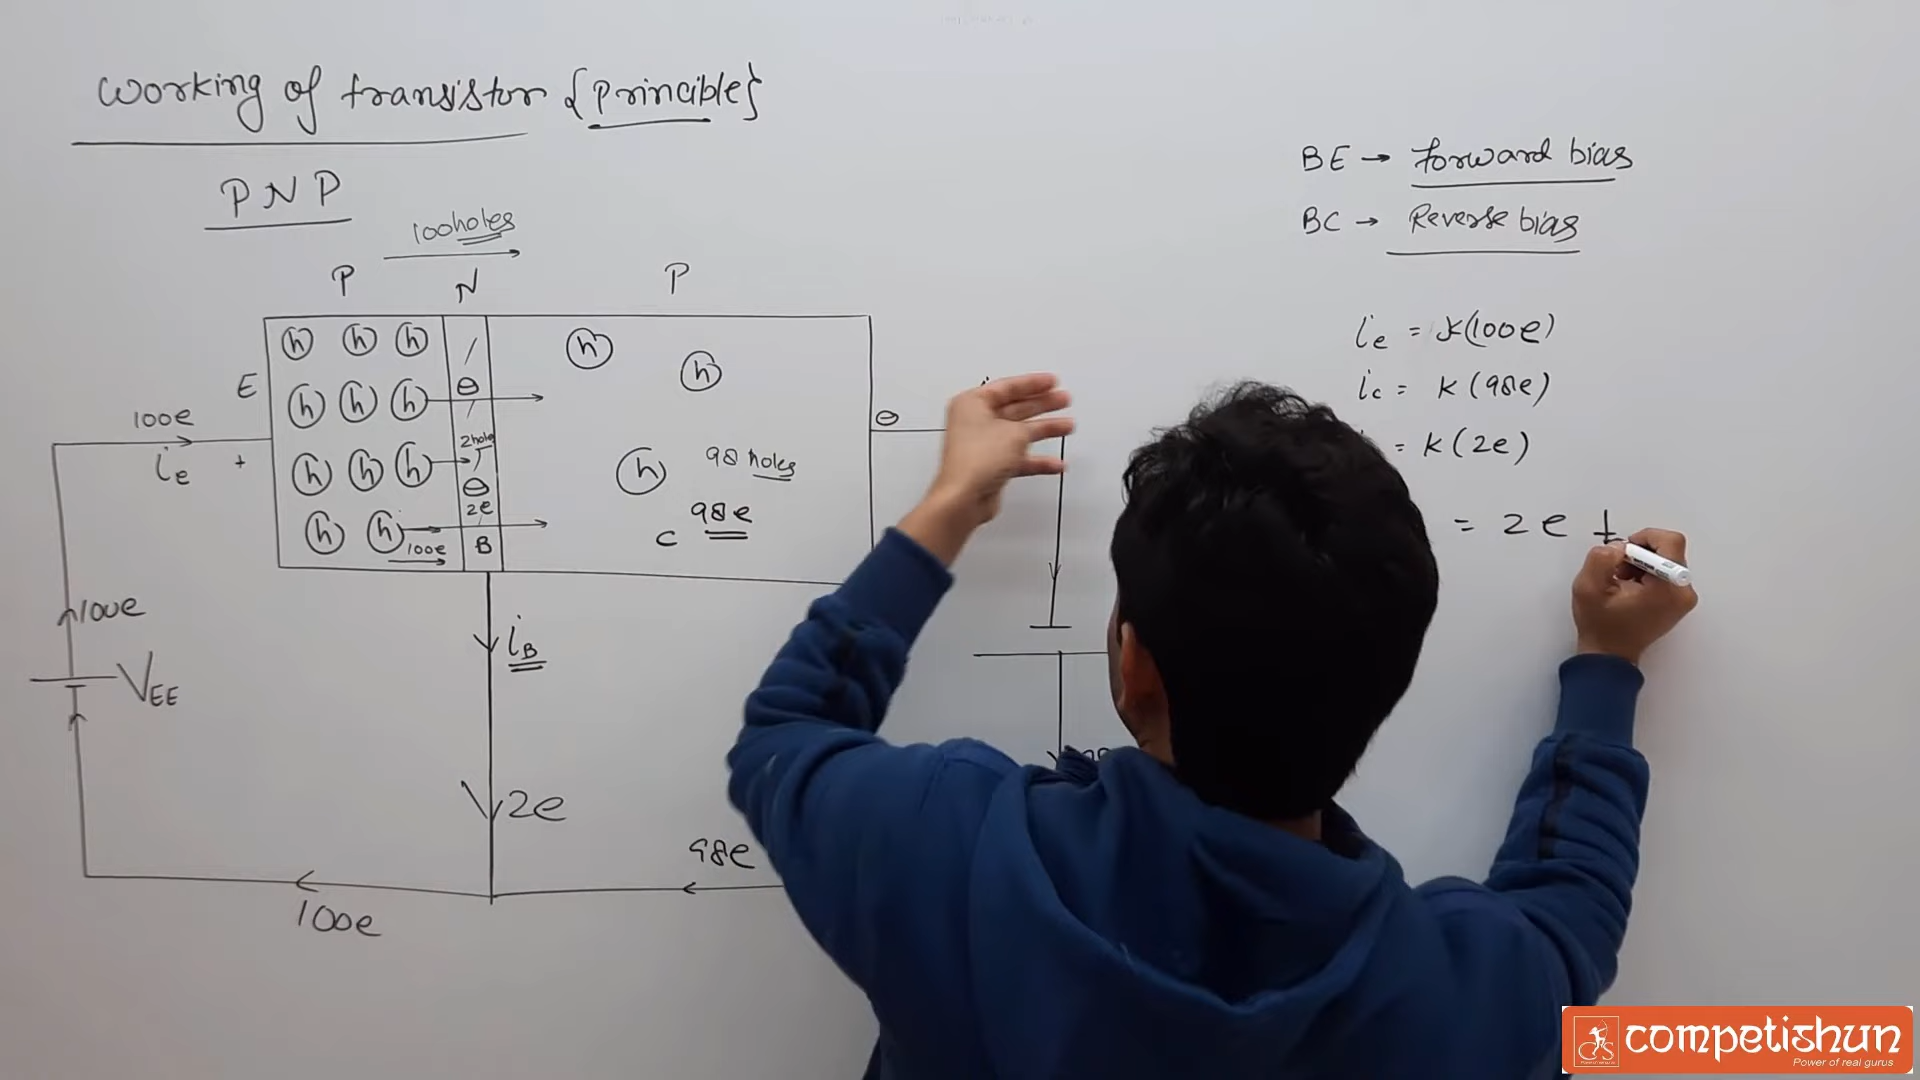 Working of transistor {Principle}
PNP
100holes
P N P
BE → Forward bias
BC → Reverse bias
h h h
h h h
h h h
h h
h
h
h
E
100e
ie
+
⊖
2holes
⊖
2e
B
100e
98 holes
98e
C
⊖
ie = k(100e)
ic = k(98e)
= k(2e)
= 2e +
100e
VEE
iB
2e
98e
100e
competishun
Power of real gurus